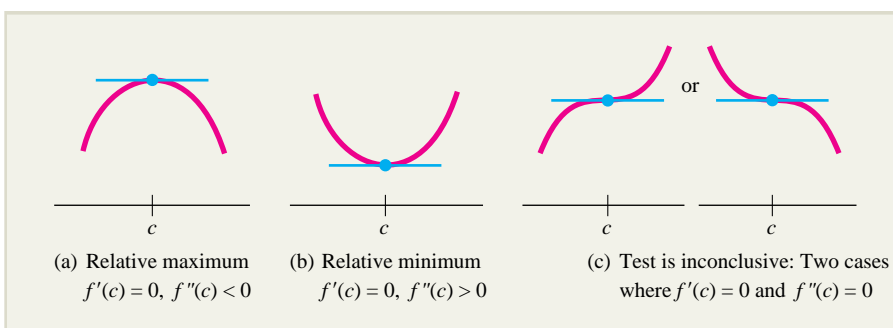 or
c
c
c
c
(a) Relative maximum
f′(c) = 0, f″(c) < 0
(b) Relative minimum
f′(c) = 0, f″(c) > 0
(c) Test is inconclusive: Two cases
where f′(c) = 0 and f″(c) = 0